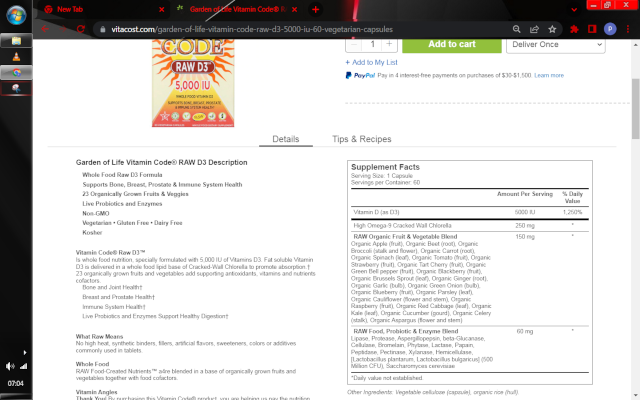 New Tab
Garden of Life Vitamin Code® R
vitacost.com/garden-of-life-vitamin-code-raw-d3-5000-iu-60-vegetarian-capsules
CODE
RAW D3
5,000 IU
WHOLE FOOD VITAMIN D3
SUPPORTS BONE, BREAST, PROSTATE
& IMMUNE SYSTEM HEALTH
1
+
Add to cart
Deliver Once
+ Add to My List
PayPal Pay in 4 interest-free payments on purchases of $30-$1,500. Learn more
Details
Tips & Recipes
Garden of Life Vitamin Code® RAW D3 Description
Whole Food Raw D3 Formula
Supports Bone, Breast, Prostate & Immune System Health
23 Organically Grown Fruits & Veggies
Live Probiotics and Enzymes
Non-GMO
Vegetarian • Gluten Free • Dairy Free
Kosher
Vitamin Code® Raw D3™
Is whole food nutrition, specially formulated with 5,000 IU of Vitamins D3. Fat soluble Vitamin
D3 is delivered in a whole food lipid base of Cracked-Wall Chlorella to promote absorption.†
23 organically grown fruits and vegetables add supporting antioxidants, vitamins and nutrients
cofactors.
Bone and Joint Health‡
Breast and Prostate Health‡
Immune System Health‡
Live Probiotics and Enzymes Support Healthy Digestion‡
What Raw Means
No high heat, synthetic binders, fillers, artificial flavors, sweeteners, colors or additives
commonly used in tablets.
Whole Food
RAW Food-Created Nutrients™ a/re blended in a base of organically grown fruits and
vegetables together with food cofactors.
Vitamin Angles
Thank You! By purchasing this Vitamin Code® product, you are helping us pay the nutrition
Supplement Facts
Serving Size: 1 Capsule
Servings per Container: 60
Amount Per Serving
% Daily
Value
Vitamin D (as D3) 5000 IU 1,250%
High Omega-9 Cracked Wall Chlorella 250 mg *
RAW Organic Fruit & Vegetable Blend 150 mg *
Organic Apple (fruit), Organic Beet (root), Organic
Broccoli (stalk and flower), Organic Carrot (root),
Organic Spinach (leaf), Organic Tomato (fruit), Organic
Strawberry (fruit), Organic Tart Cherry (fruit), Organic
Green Bell pepper (fruit), Organic Blackberry (fruit),
Organic Brussels Sprout (leaf), Organic Ginger (root),
Organic Garlic (bulb), Organic Green Onion (bulb),
Organic Blueberry (fruit), Organic Parsley (leaf),
Organic Cauliflower (flower and stem), Organic
Raspberry (fruit), Organic Red Cabbage (leaf), Organic
Kale (leaf), Organic Cucumber (gourd), Organic Celery
(stalk), Organic Aspargus (flower and stem)
RAW Food, Probiotic & Enzyme Blend 60 mg *
Lipase, Protease, Aspergillopepsin, beta-Glucanase,
Cellulase, Bromelain, Phytase, Lactase, Papain,
Peptidase, Pectinase, Xylanase, Hemicellulase,
[Lactobacillus plantarum, Lactobacillus bulgaricus] (500
Million CFU), Saccharomyces cerevisae
*Daily value not established.
Other Ingredients: Vegetable cellulose (capsule), organic rice (hull)
07:04